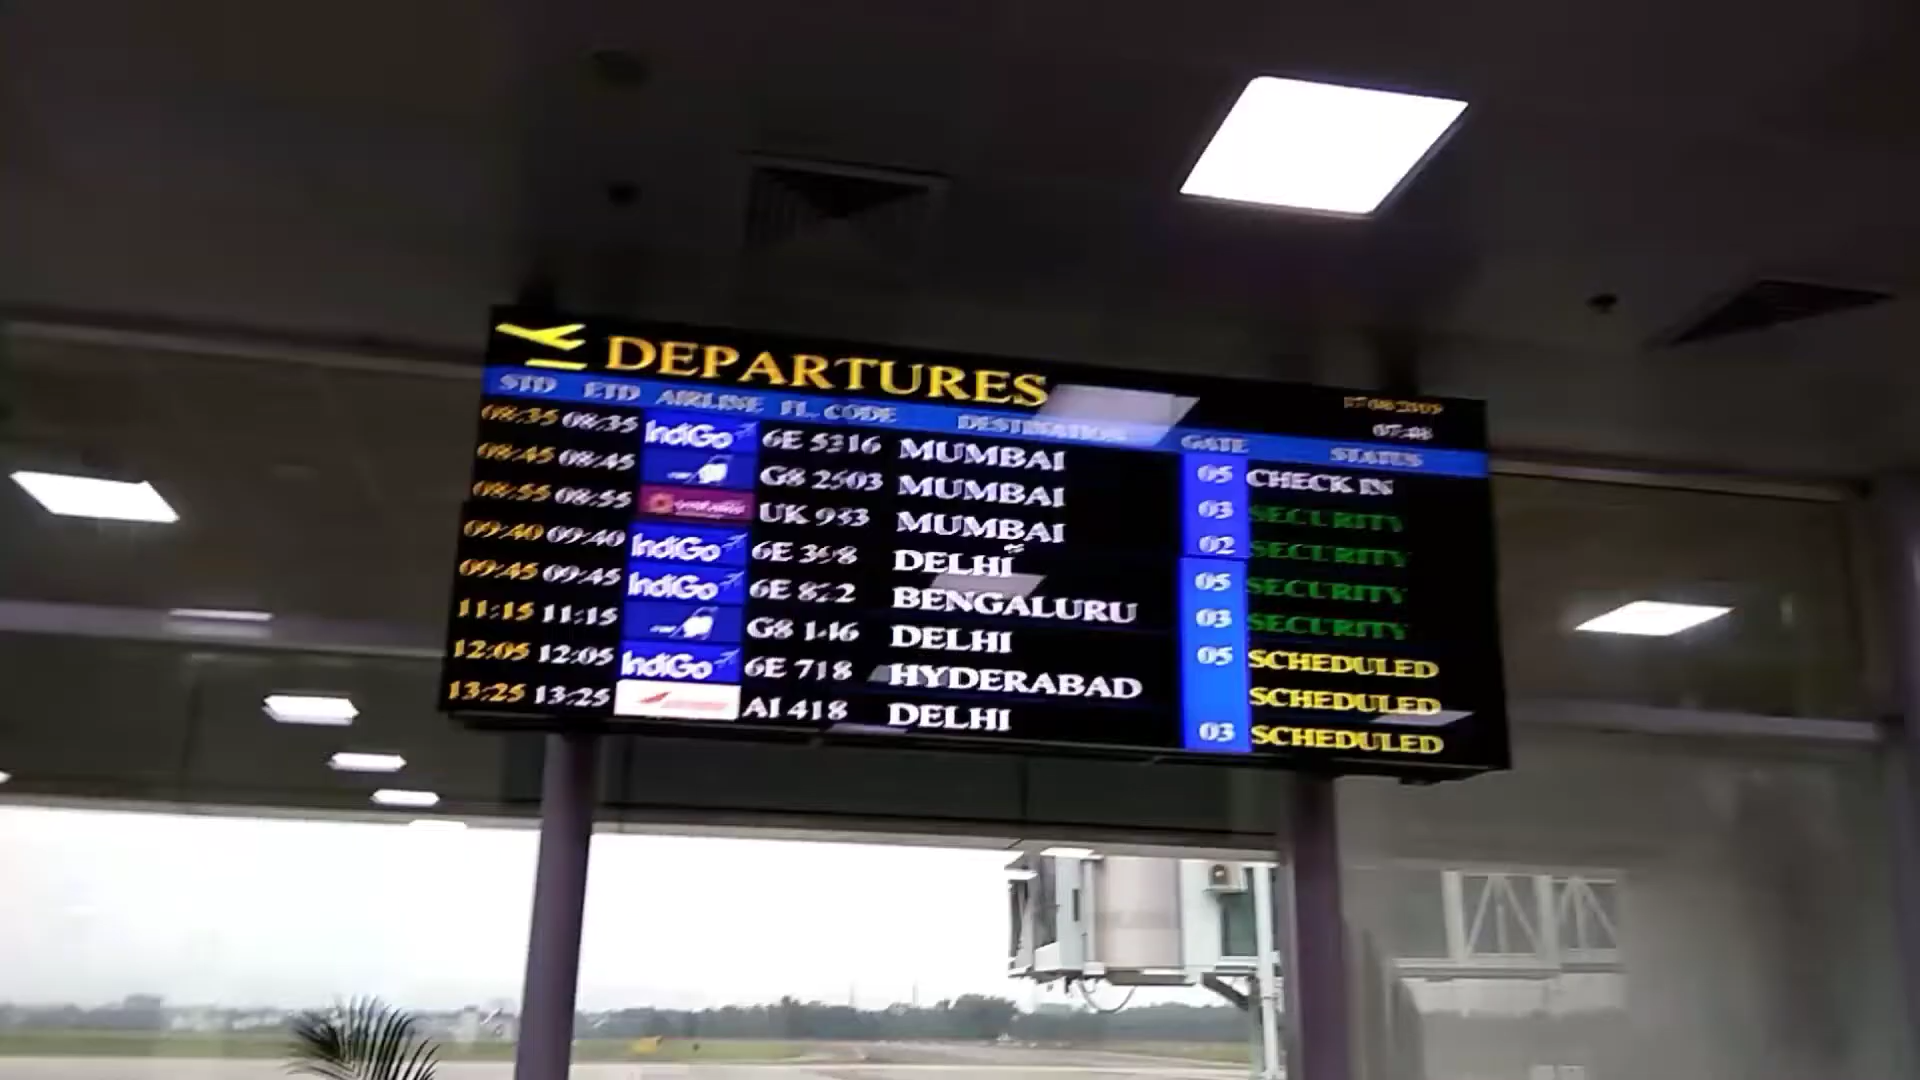 DEPARTURES
07:48
STD ETD AIRLINE FL. CODE DESTINATION GATE STATUS
08:35 08:35 IndiGo 6E 5316 MUMBAI 05 CHECK IN
08:45 08:45 G8 2503 MUMBAI 03 SECURITY
08:55 08:55 UK 933 MUMBAI 02 SECURITY
09:40 09:40 IndiGo 6E DELHI 05 SECURITY
09:45 09:45 IndiGo 6E BENGALURU 03 SECURITY
11:15 11:15 G8 146 DELHI 05 SCHEDULED
12:05 12:05 IndiGo 6E 718 HYDERABAD SCHEDULED
13:25 13:25 AI 418 DELHI 03 SCHEDULED